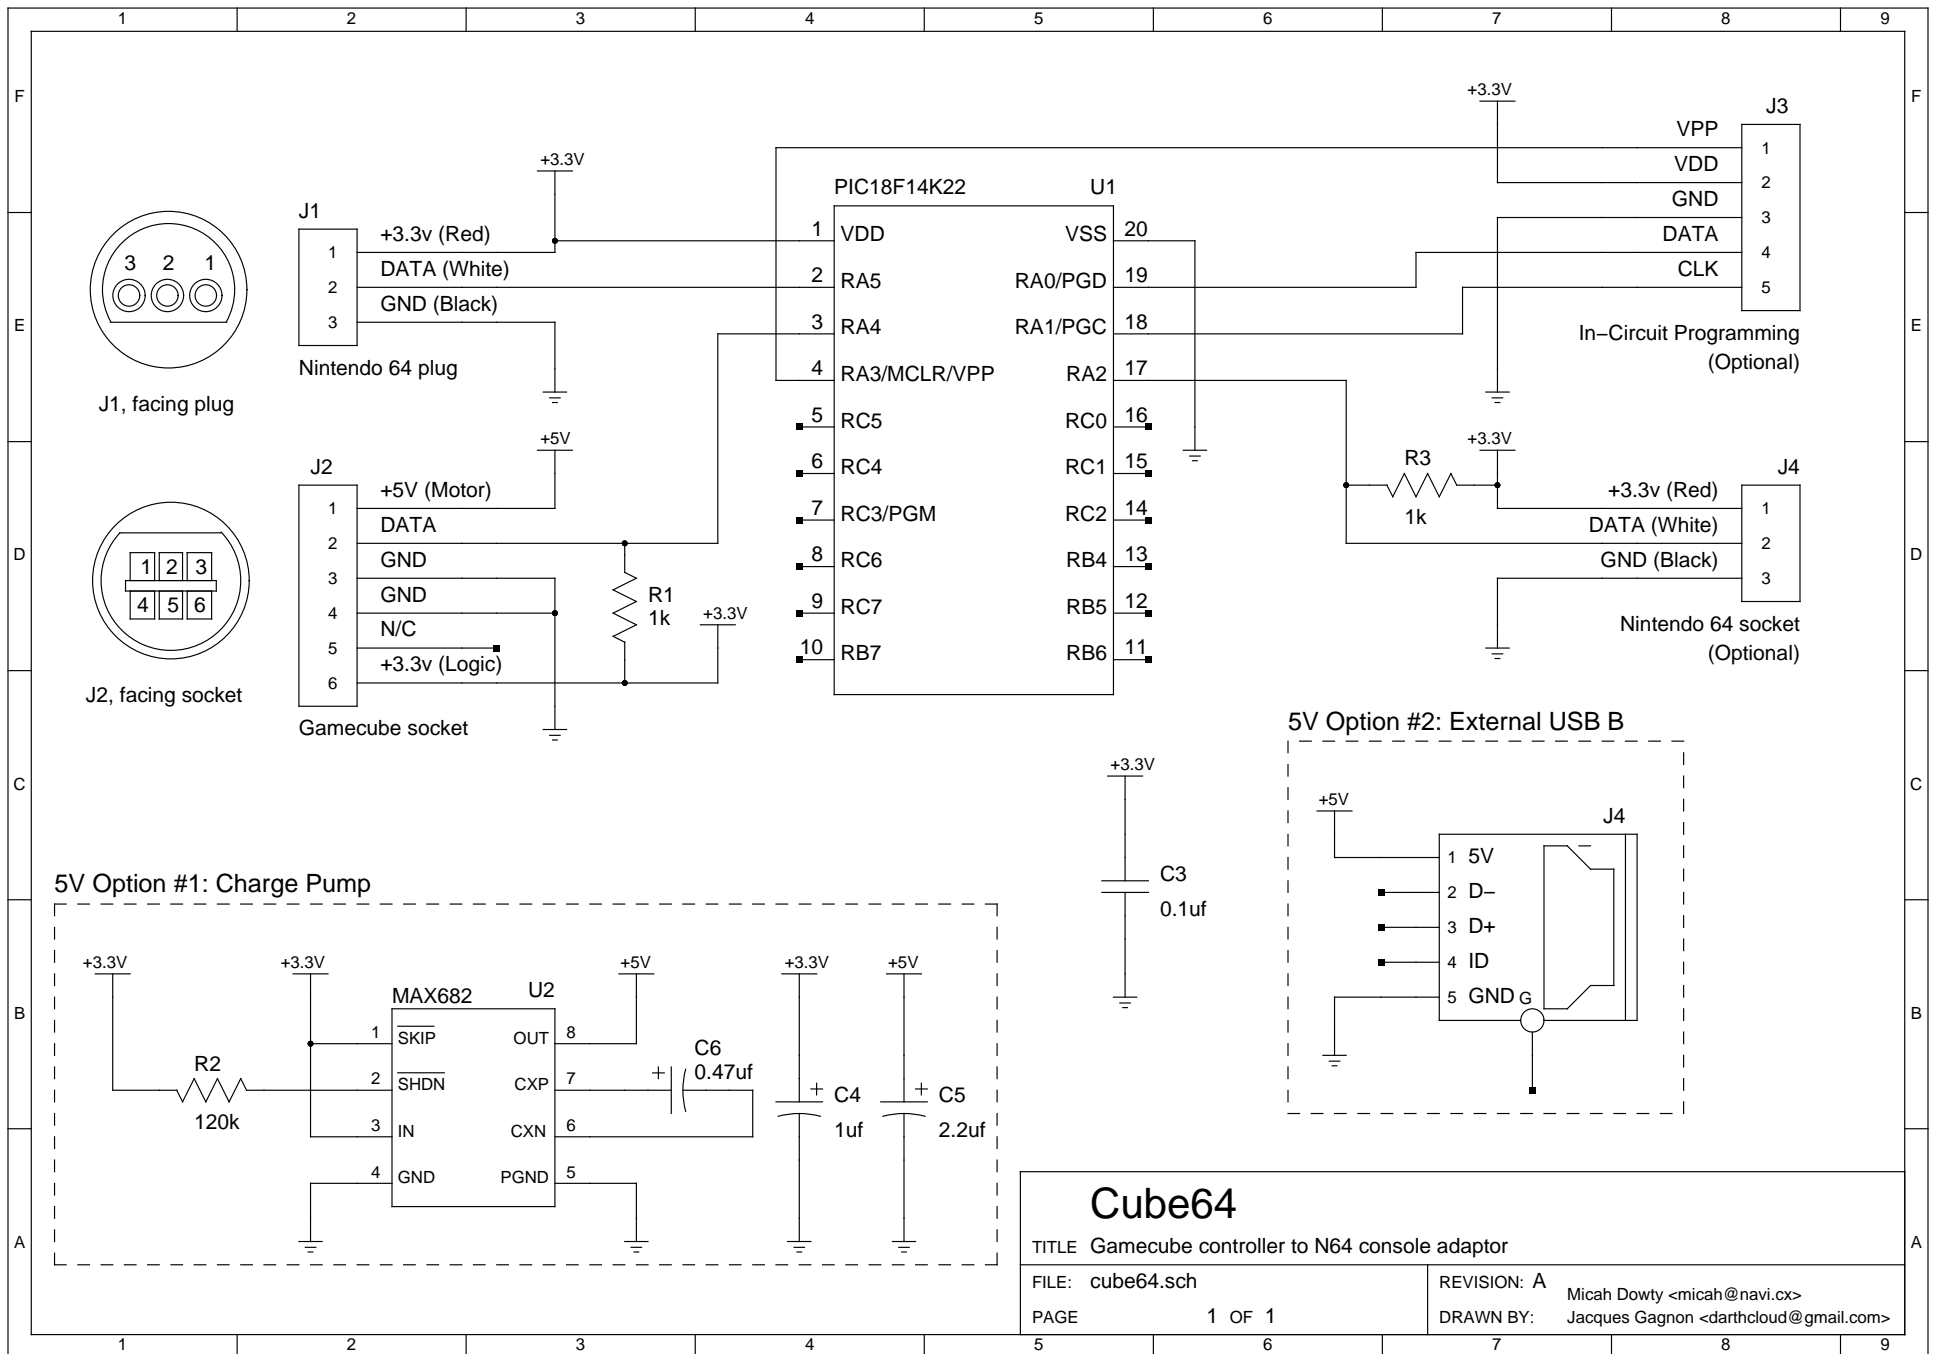 1 2 3 4 5 6 7 8 9
F F
E E
D D
C C
B B
A A
+3.3V
J1
+3.3v (Red)
DATA (White)
GND (Black)
1
2
3
Nintendo 64 plug
3 2 1
J1, facing plug
+5V
J2
+5V (Motor)
DATA
GND
GND
N/C
+3.3v (Logic)
1
2
3
4
5
6
Gamecube socket
1 2 3
4 5 6
J2, facing socket
R1
1k
+3.3V
PIC18F14K22 U1
1 VDD VSS 20
2 RA5 RA0/PGD 19
3 RA4 RA1/PGC 18
4 RA3/MCLR/VPP RA2 17
5 RC5 RC0 16
6 RC4 RC1 15
7 RC3/PGM RC2 14
8 RC6 RB4 13
9 RC7 RB5 12
10 RB7 RB6 11
+3.3V
J3
VPP 1
VDD 2
GND 3
DATA 4
CLK 5
In−Circuit Programming
(Optional)
+3.3V
R3
1k
J4
+3.3v (Red) 1
DATA (White) 2
GND (Black) 3
Nintendo 64 socket
(Optional)
5V Option #2: External USB B
+5V
J4
1 5V
2 D−
3 D+
4 ID
5 GND G
+3.3V
C3
0.1uf
5V Option #1: Charge Pump
+3.3V +3.3V +5V +3.3V +5V
MAX682 U2
1 SKIP OUT 8
2 SHDN CXP 7
3 IN CXN 6
4 GND PGND 5
R2
120k
C6
+ 0.47uf
+ C4
1uf
+ C5
2.2uf
Cube64
TITLE Gamecube controller to N64 console adaptor
FILE: cube64.sch
REVISION: A
PAGE 1 OF 1
DRAWN BY:
Micah Dowty <micah@navi.cx>
Jacques Gagnon <darthcloud@gmail.com>
1 2 3 4 5 6 7 8 9